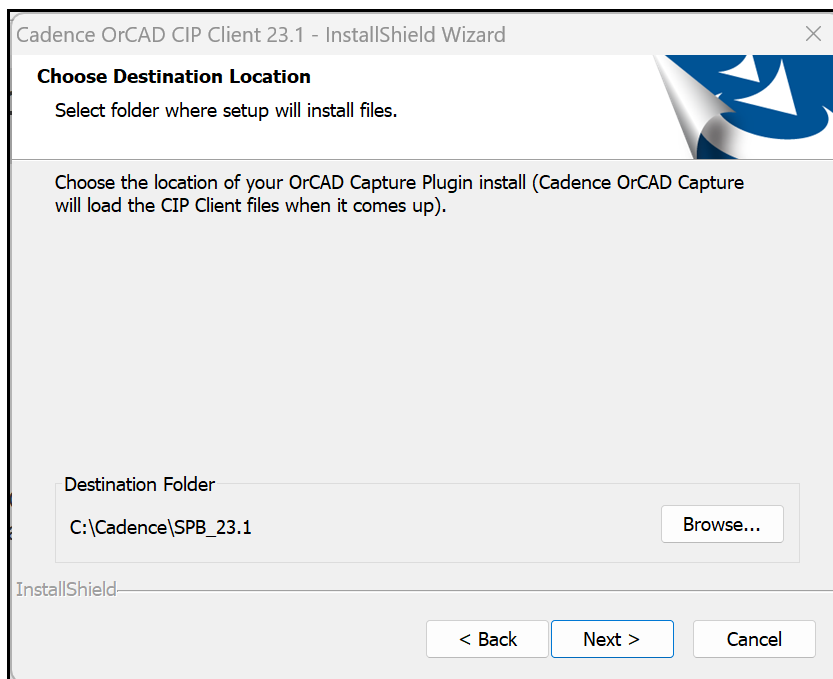 Cadence OrCAD CIP Client 23.1 - InstallShield Wizard
Choose Destination Location
Select folder where setup will install files.
Choose the location of your OrCAD Capture Plugin install (Cadence OrCAD Capture
will load the CIP Client files when it comes up).
Destination Folder
C:\Cadence\SPB_23.1
Browse...
InstallShield
< Back
Next >
Cancel